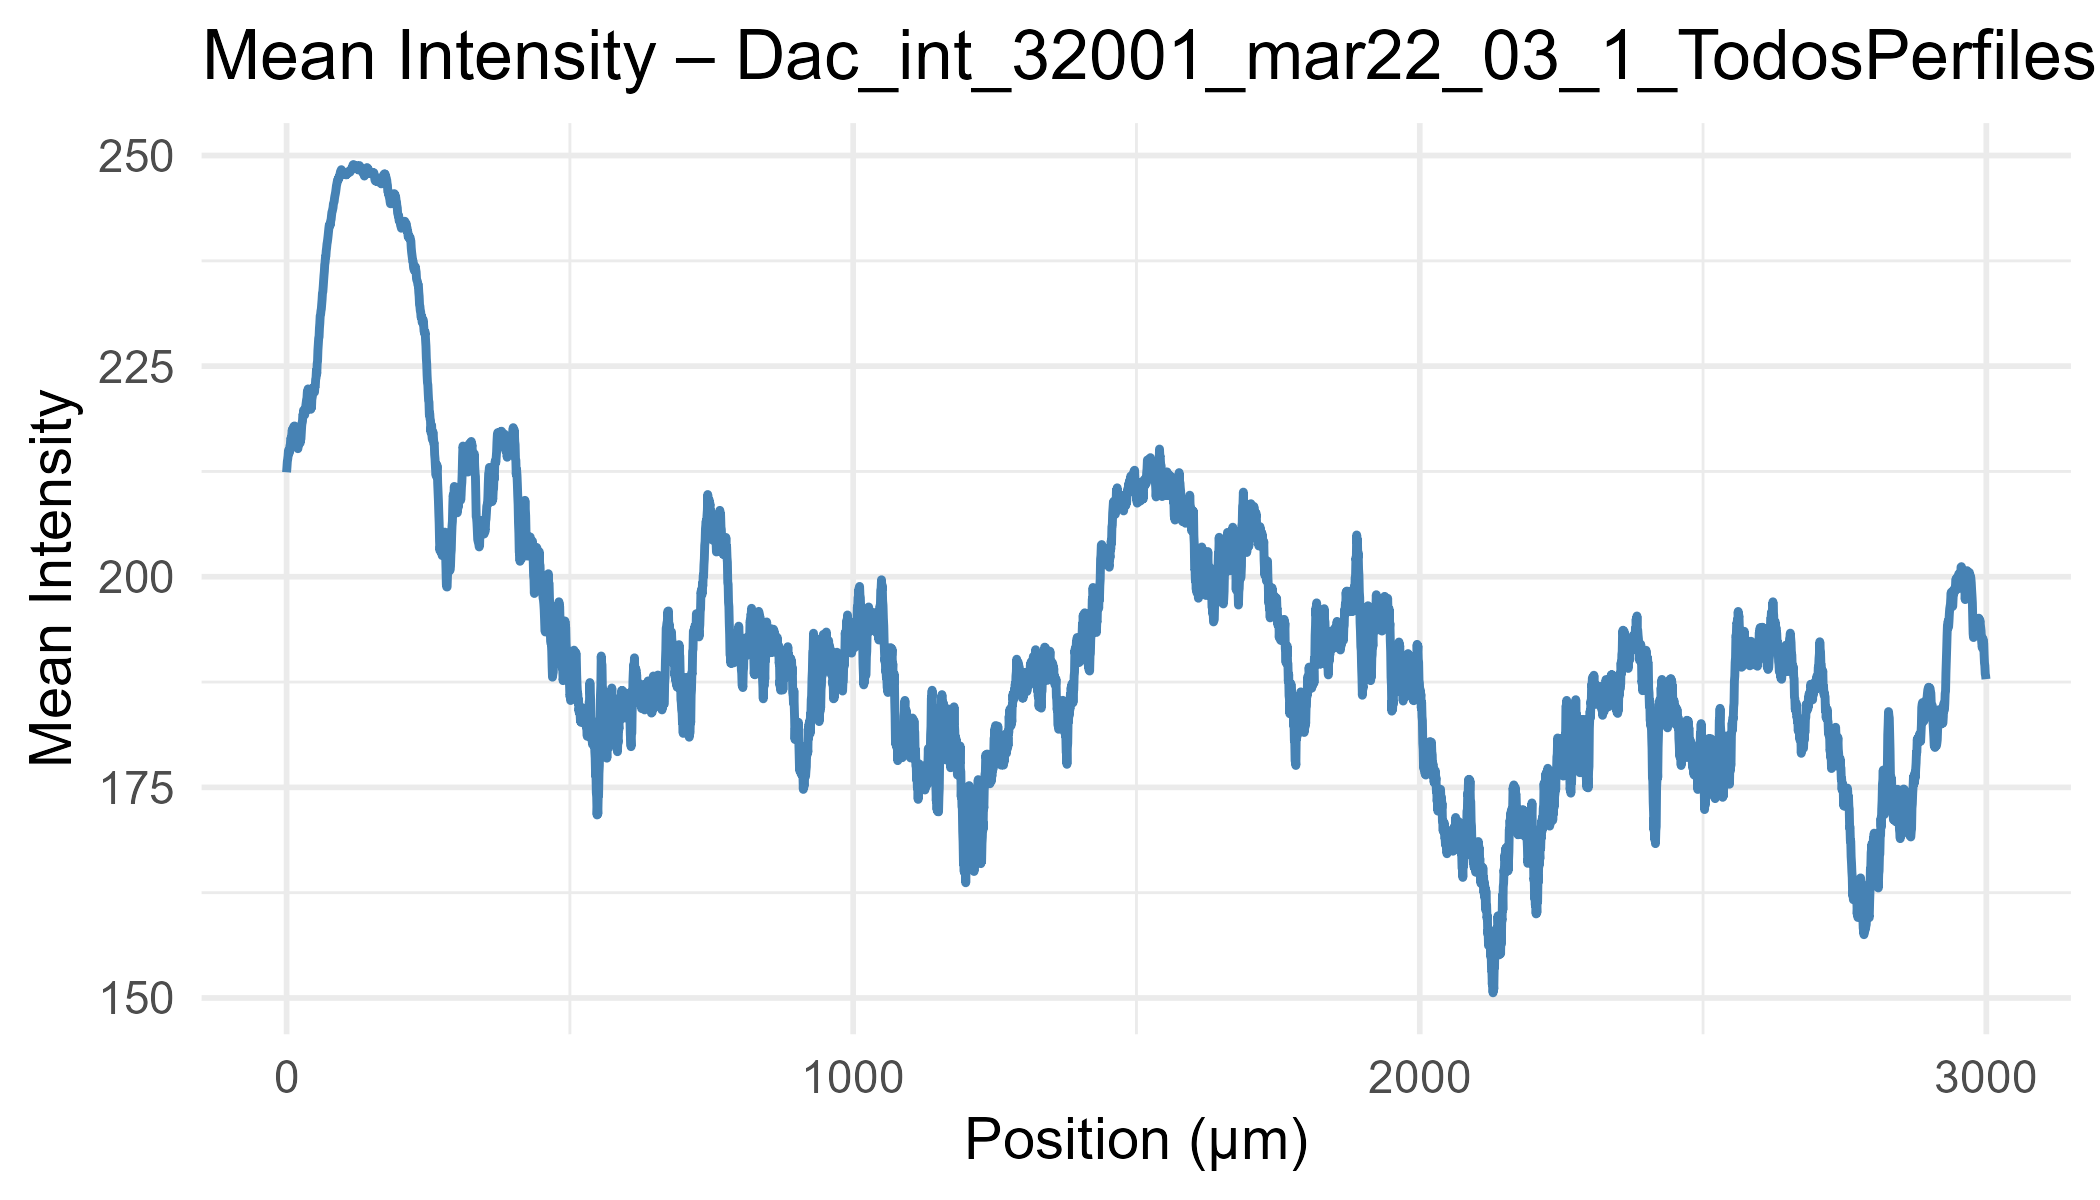 Mean Intensity – Dac_int_32001_mar22_03_1_TodosPerfiles
Mean Intensity
250
225
200
175
150
0 1000 2000 3000
Position (µm)